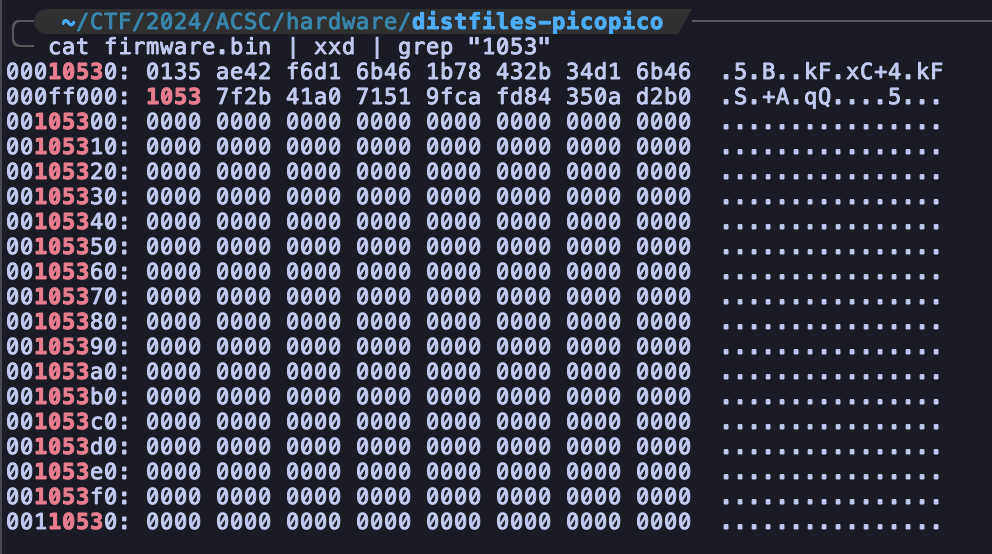 ~/CTF/2024/ACSC/hardware/distfiles-picopico
cat firmware.bin | xxd | grep "1053"
00010530: 0135 ae42 f6d1 6b46 1b78 432b 34d1 6b46  .5.B..kF.xC+4.kF
000ff000: 1053 7f2b 41a0 7151 9fca fd84 350a d2b0  .S.+A.qQ....5...
00105300: 0000 0000 0000 0000 0000 0000 0000 0000  ................
00105310: 0000 0000 0000 0000 0000 0000 0000 0000  ................
00105320: 0000 0000 0000 0000 0000 0000 0000 0000  ................
00105330: 0000 0000 0000 0000 0000 0000 0000 0000  ................
00105340: 0000 0000 0000 0000 0000 0000 0000 0000  ................
00105350: 0000 0000 0000 0000 0000 0000 0000 0000  ................
00105360: 0000 0000 0000 0000 0000 0000 0000 0000  ................
00105370: 0000 0000 0000 0000 0000 0000 0000 0000  ................
00105380: 0000 0000 0000 0000 0000 0000 0000 0000  ................
00105390: 0000 0000 0000 0000 0000 0000 0000 0000  ................
001053a0: 0000 0000 0000 0000 0000 0000 0000 0000  ................
001053b0: 0000 0000 0000 0000 0000 0000 0000 0000  ................
001053c0: 0000 0000 0000 0000 0000 0000 0000 0000  ................
001053d0: 0000 0000 0000 0000 0000 0000 0000 0000  ................
001053e0: 0000 0000 0000 0000 0000 0000 0000 0000  ................
001053f0: 0000 0000 0000 0000 0000 0000 0000 0000  ................
00110530: 0000 0000 0000 0000 0000 0000 0000 0000  ................